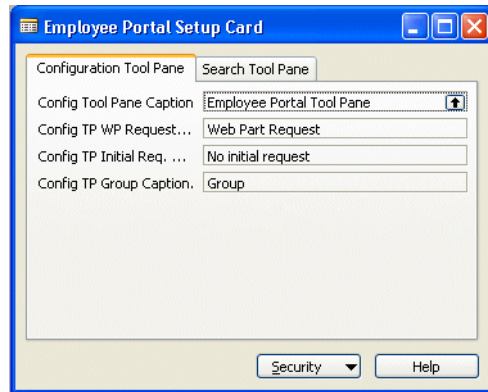 Employee Portal Setup Card
Configuration Tool Pane Search Tool Pane
Config Tool Pane Caption Employee Portal Tool Pane
Config TP WP Request... Web Part Request
Config TP Initial Req. ... No initial request
Config TP Group Caption. Group
Security Help